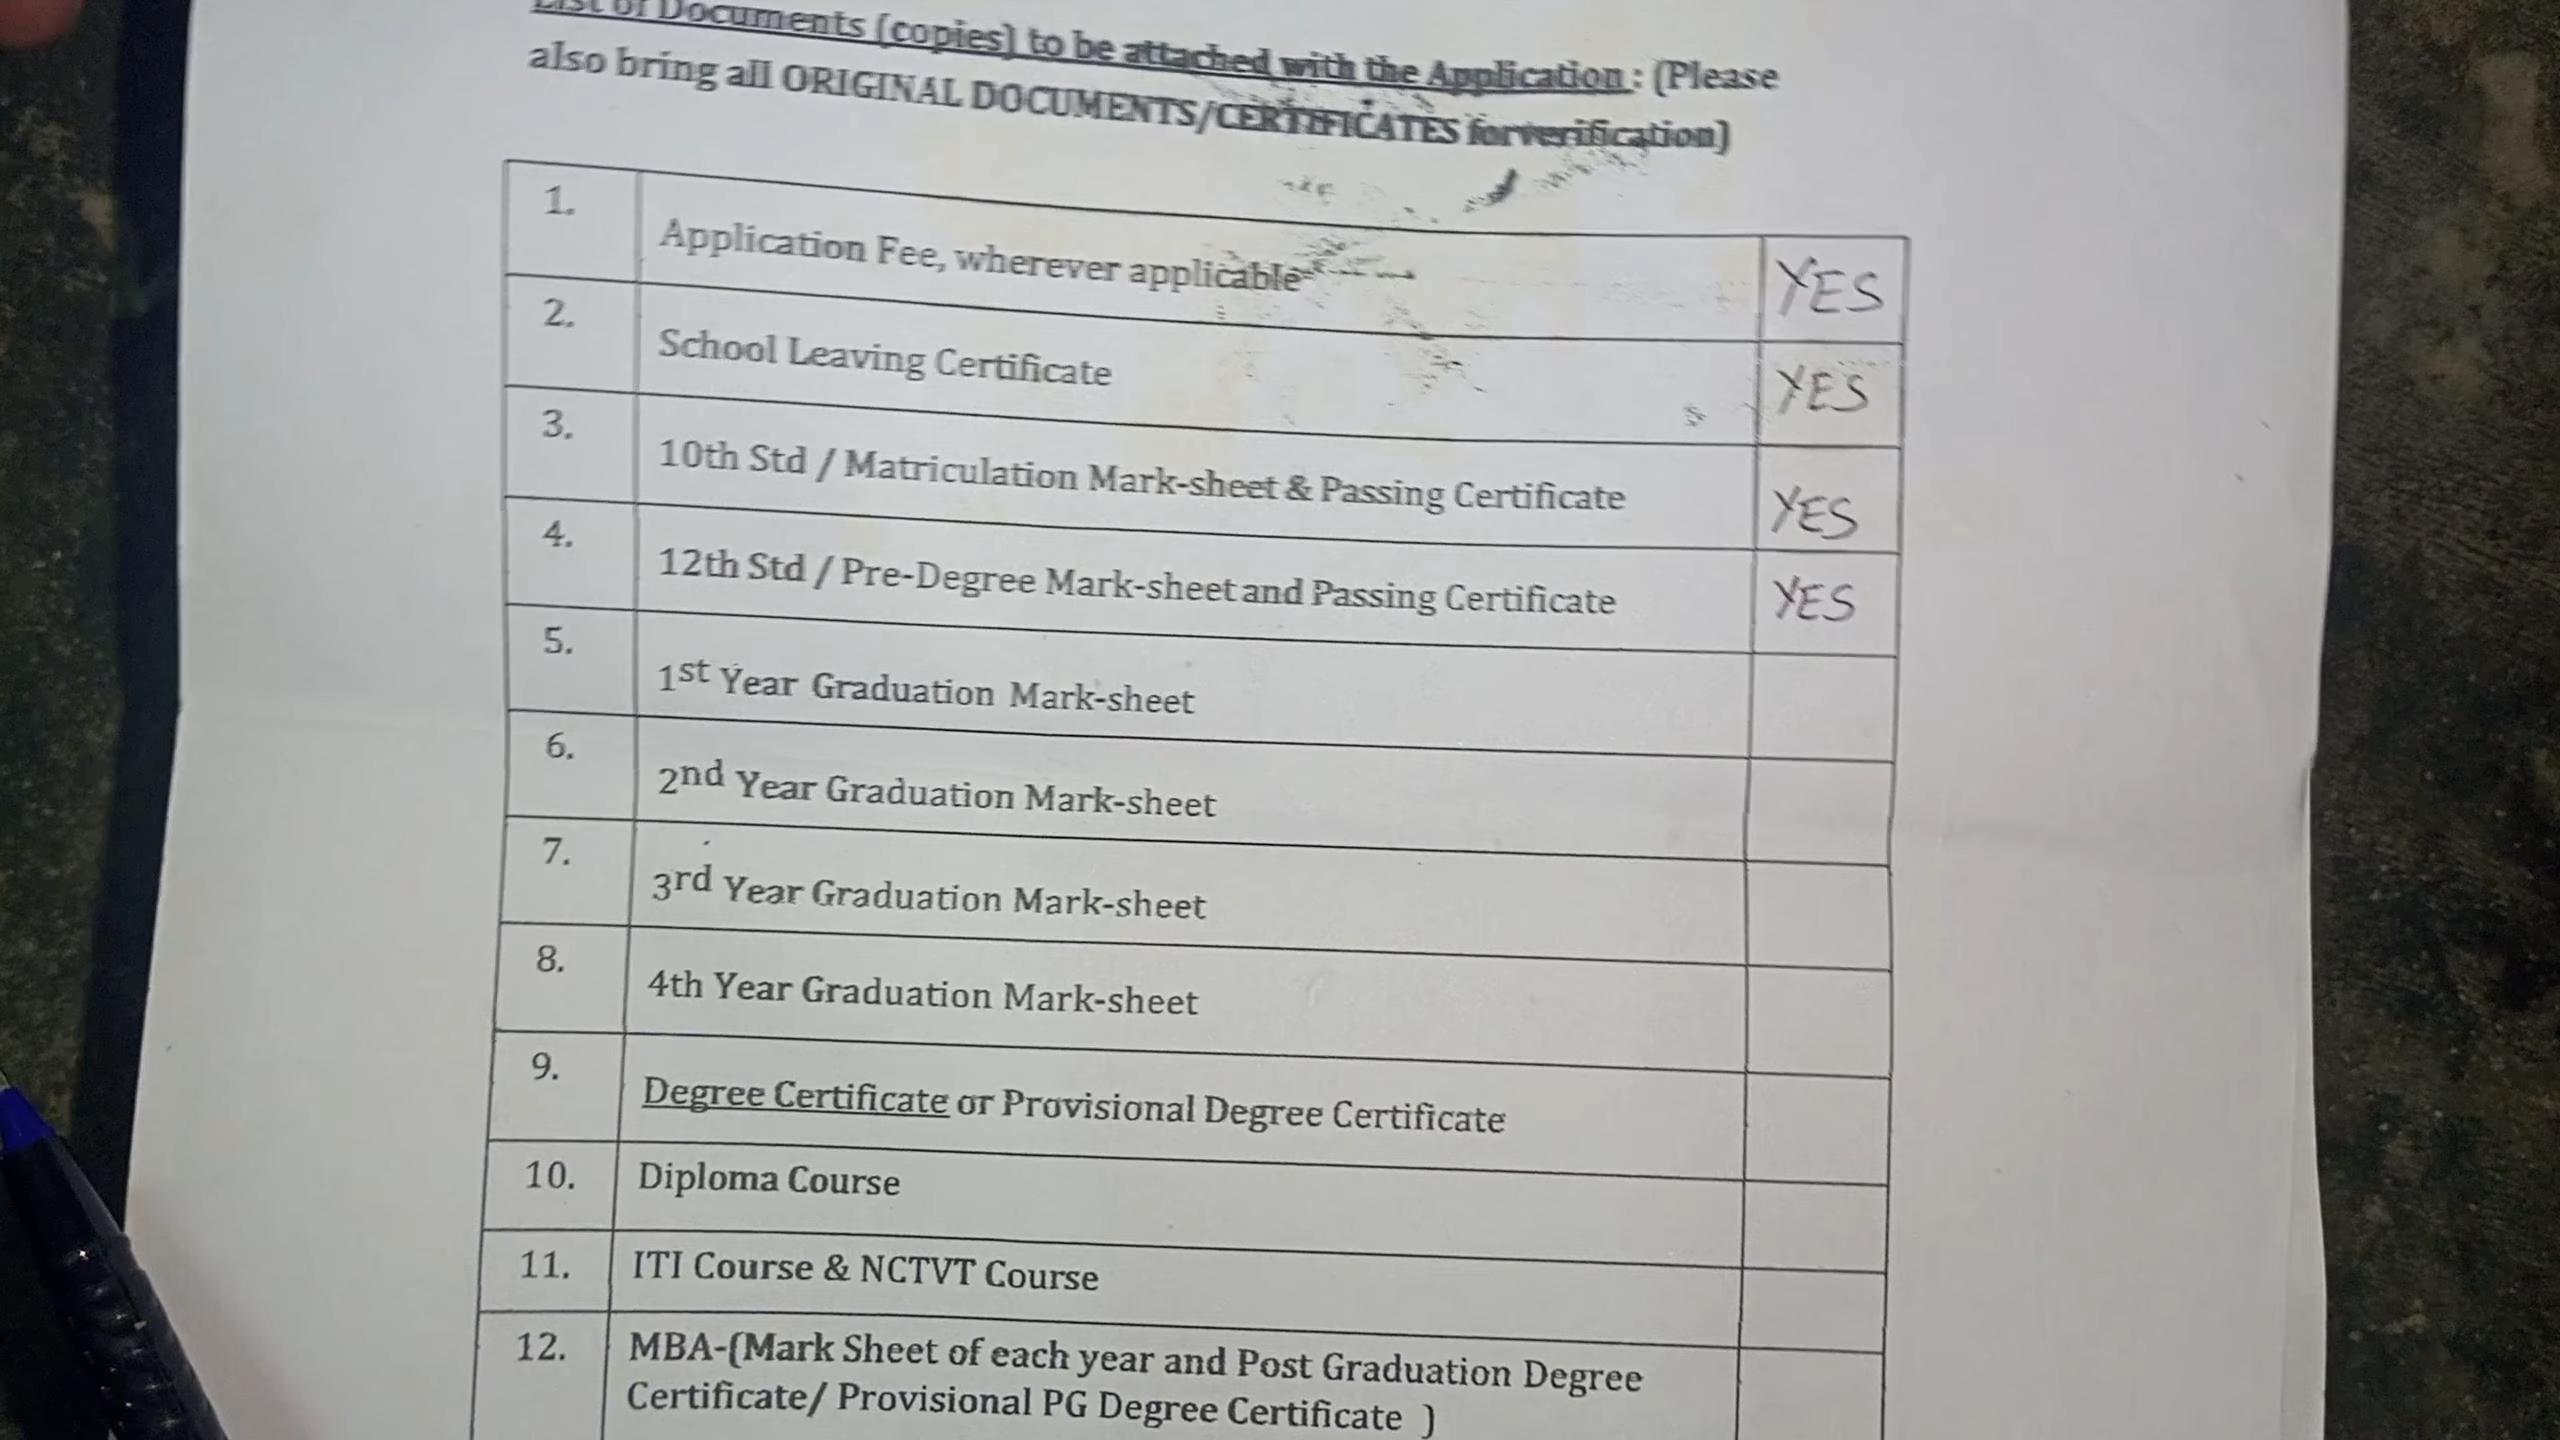 List of Documents (copies) to be attached with the Application : (Please
also bring all ORIGINAL DOCUMENTS/CERTIFICATES forverification)
1. Application Fee, wherever applicable YES
2. School Leaving Certificate YES
3. 10th Std / Matriculation Mark-sheet & Passing Certificate YES
4. 12th Std / Pre-Degree Mark-sheet and Passing Certificate YES
5. 1st Year Graduation Mark-sheet
6. 2nd Year Graduation Mark-sheet
7. 3rd Year Graduation Mark-sheet
8. 4th Year Graduation Mark-sheet
9. Degree Certificate or Provisional Degree Certificate
10. Diploma Course
11. ITI Course & NCTVT Course
12. MBA-(Mark Sheet of each year and Post Graduation Degree
Certificate/ Provisional PG Degree Certificate )